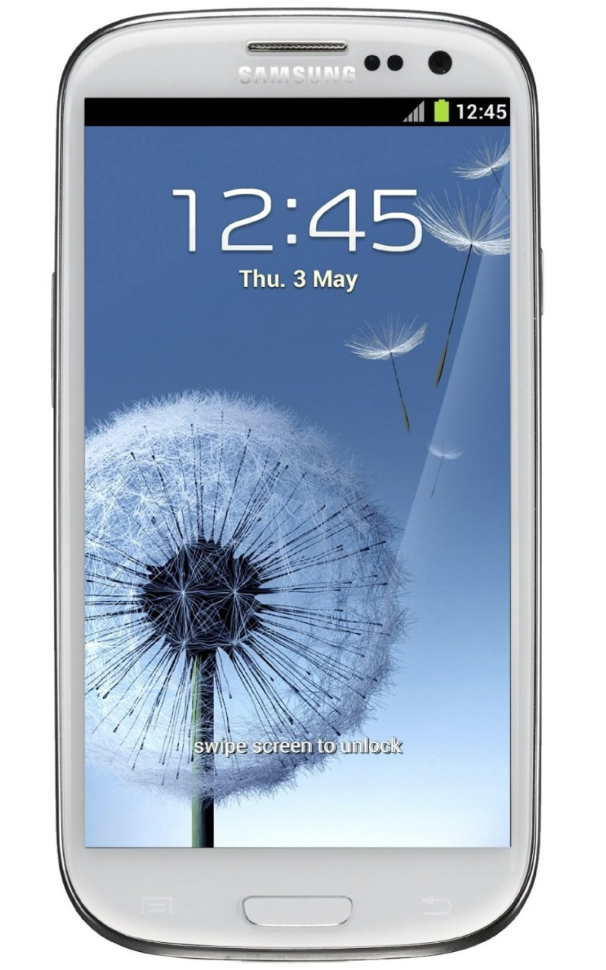 SAMSUNG
12:45
12:45
Thu. 3 May
swipe screen to unlock